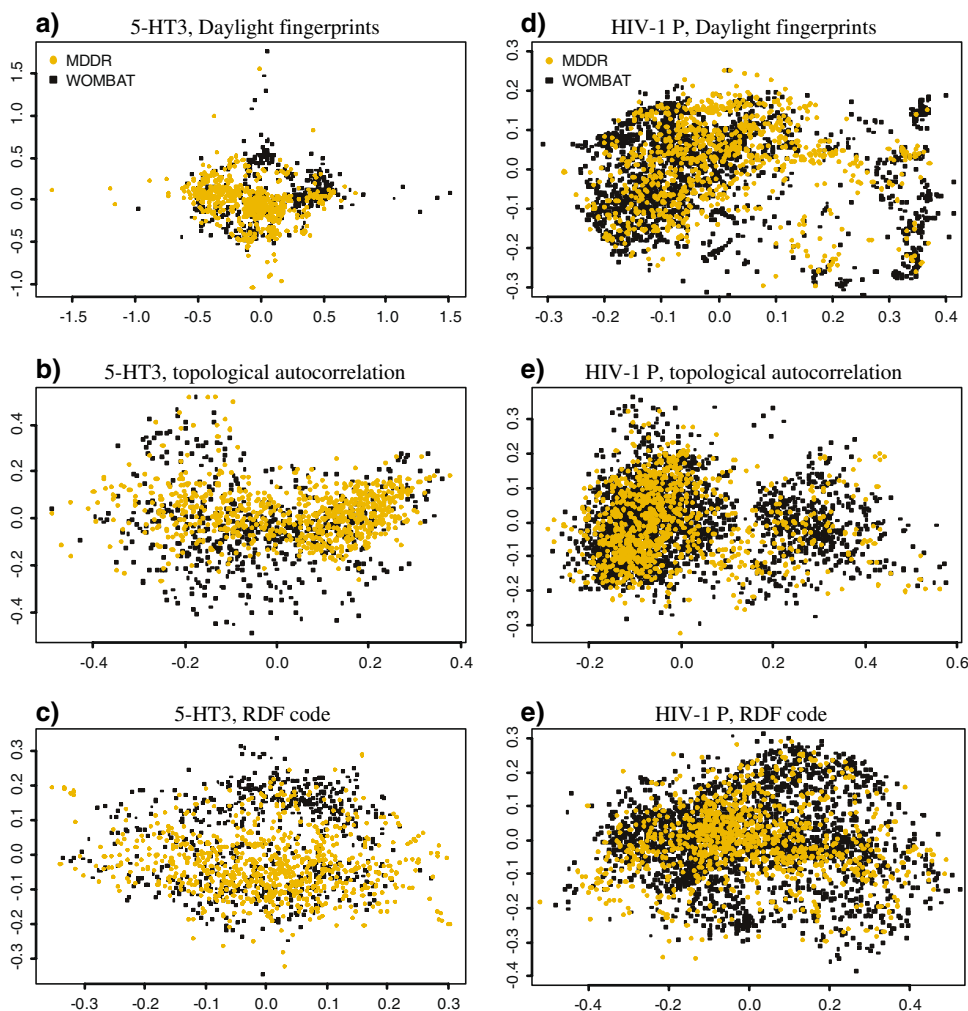 a) 5-HT3, Daylight fingerprints
MDDR
WOMBAT
1.5
1.0
0.5
0.0
-0.5
-1.0
-1.5 -1.0 -0.5 0.0 0.5 1.0 1.5
d) HIV-1 P, Daylight fingerprints
MDDR
WOMBAT
0.3
0.2
0.1
0.0
-0.1
-0.2
-0.3
-0.3 -0.2 -0.1 0.0 0.1 0.2 0.3 0.4
b) 5-HT3, topological autocorrelation
0.4
0.2
0.0
-0.2
-0.4
-0.4 -0.2 0.0 0.2 0.4
e) HIV-1 P, topological autocorrelation
0.3
0.2
0.1
0.0
-0.1
-0.2
-0.3
-0.2 0.0 0.2 0.4 0.6
c) 5-HT3, RDF code
0.3
0.2
0.1
0.0
-0.1
-0.2
-0.3
-0.3 -0.2 -0.1 0.0 0.1 0.2 0.3
e) HIV-1 P, RDF code
0.3
0.2
0.1
0.0
-0.1
-0.2
-0.3
-0.4
-0.4 -0.2 0.0 0.2 0.4